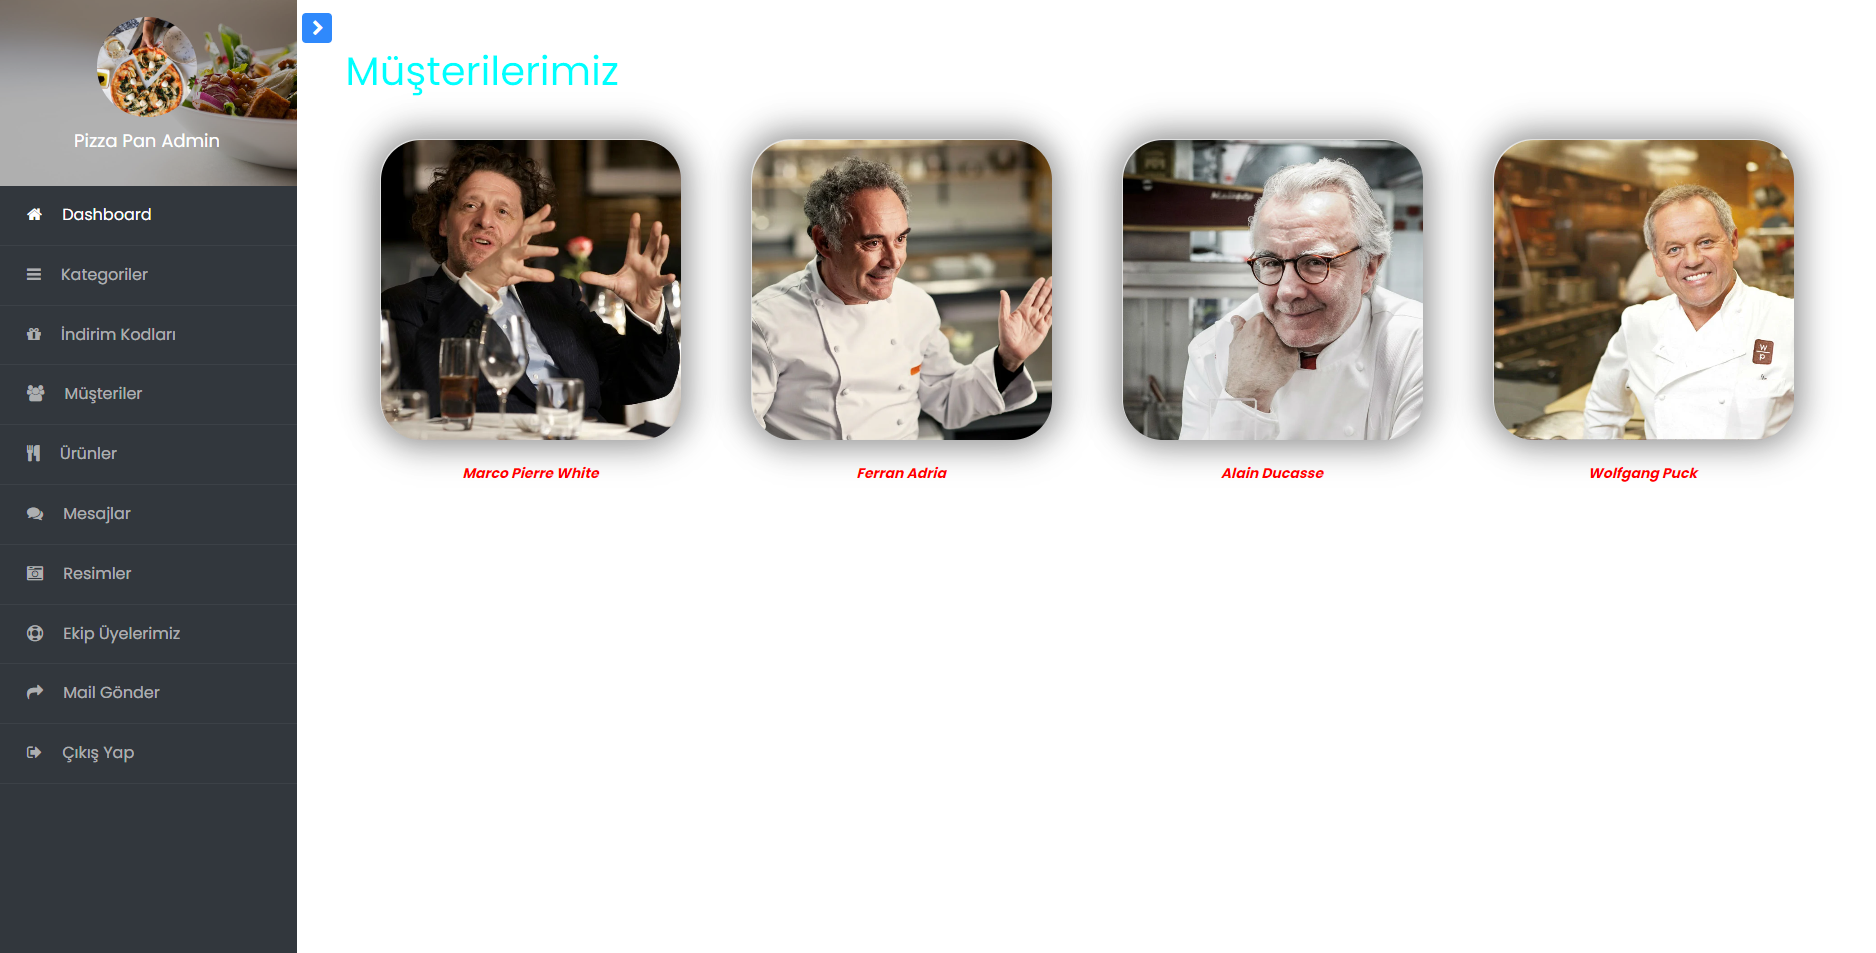 Pizza Pan Admin
Dashboard
Kategoriler
İndirim Kodları
Müşteriler
Ürünler
Mesajlar
Resimler
Ekip Üyelerimiz
Mail Gönder
Çıkış Yap
Müşterilerimiz
Marco Pierre White
Ferran Adria
Alain Ducasse
Wolfgang Puck
w
p